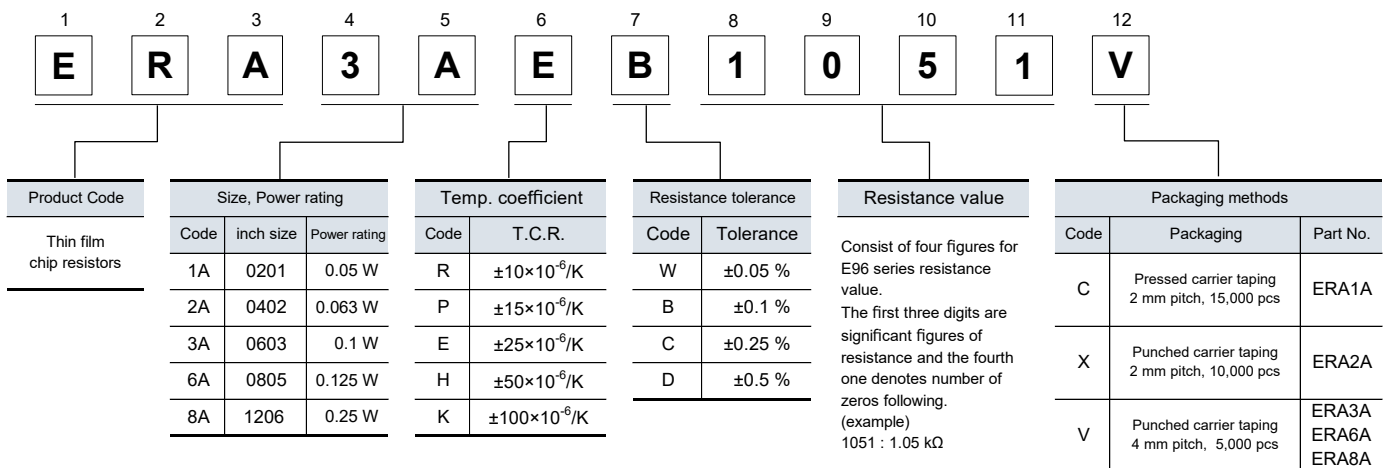 1 2 3 4 5 6 7 8 9 10 11 12
E R A 3 A E B 1 0 5 1 V
Product Code
Thin film
chip resistors
Size, Power rating
Code inch size Power rating
1A 0201 0.05 W
2A 0402 0.063 W
3A 0603 0.1 W
6A 0805 0.125 W
8A 1206 0.25 W
Temp. coefficient
Code T.C.R.
R ±10×10⁻⁶/K
P ±15×10⁻⁶/K
E ±25×10⁻⁶/K
H ±50×10⁻⁶/K
K ±100×10⁻⁶/K
Resistance tolerance
Code Tolerance
W ±0.05 %
B ±0.1 %
C ±0.25 %
D ±0.5 %
Resistance value
Consist of four figures for
E96 series resistance
value.
The first three digits are
significant figures of
resistance and the fourth
one denotes number of
zeros following.
(example)
1051 : 1.05 kΩ
Packaging methods
Code Packaging Part No.
C
Pressed carrier taping
2 mm pitch, 15,000 pcs
ERA1A
X
Punched carrier taping
2 mm pitch, 10,000 pcs
ERA2A
V
Punched carrier taping
4 mm pitch, 5,000 pcs
ERA3A
ERA6A
ERA8A